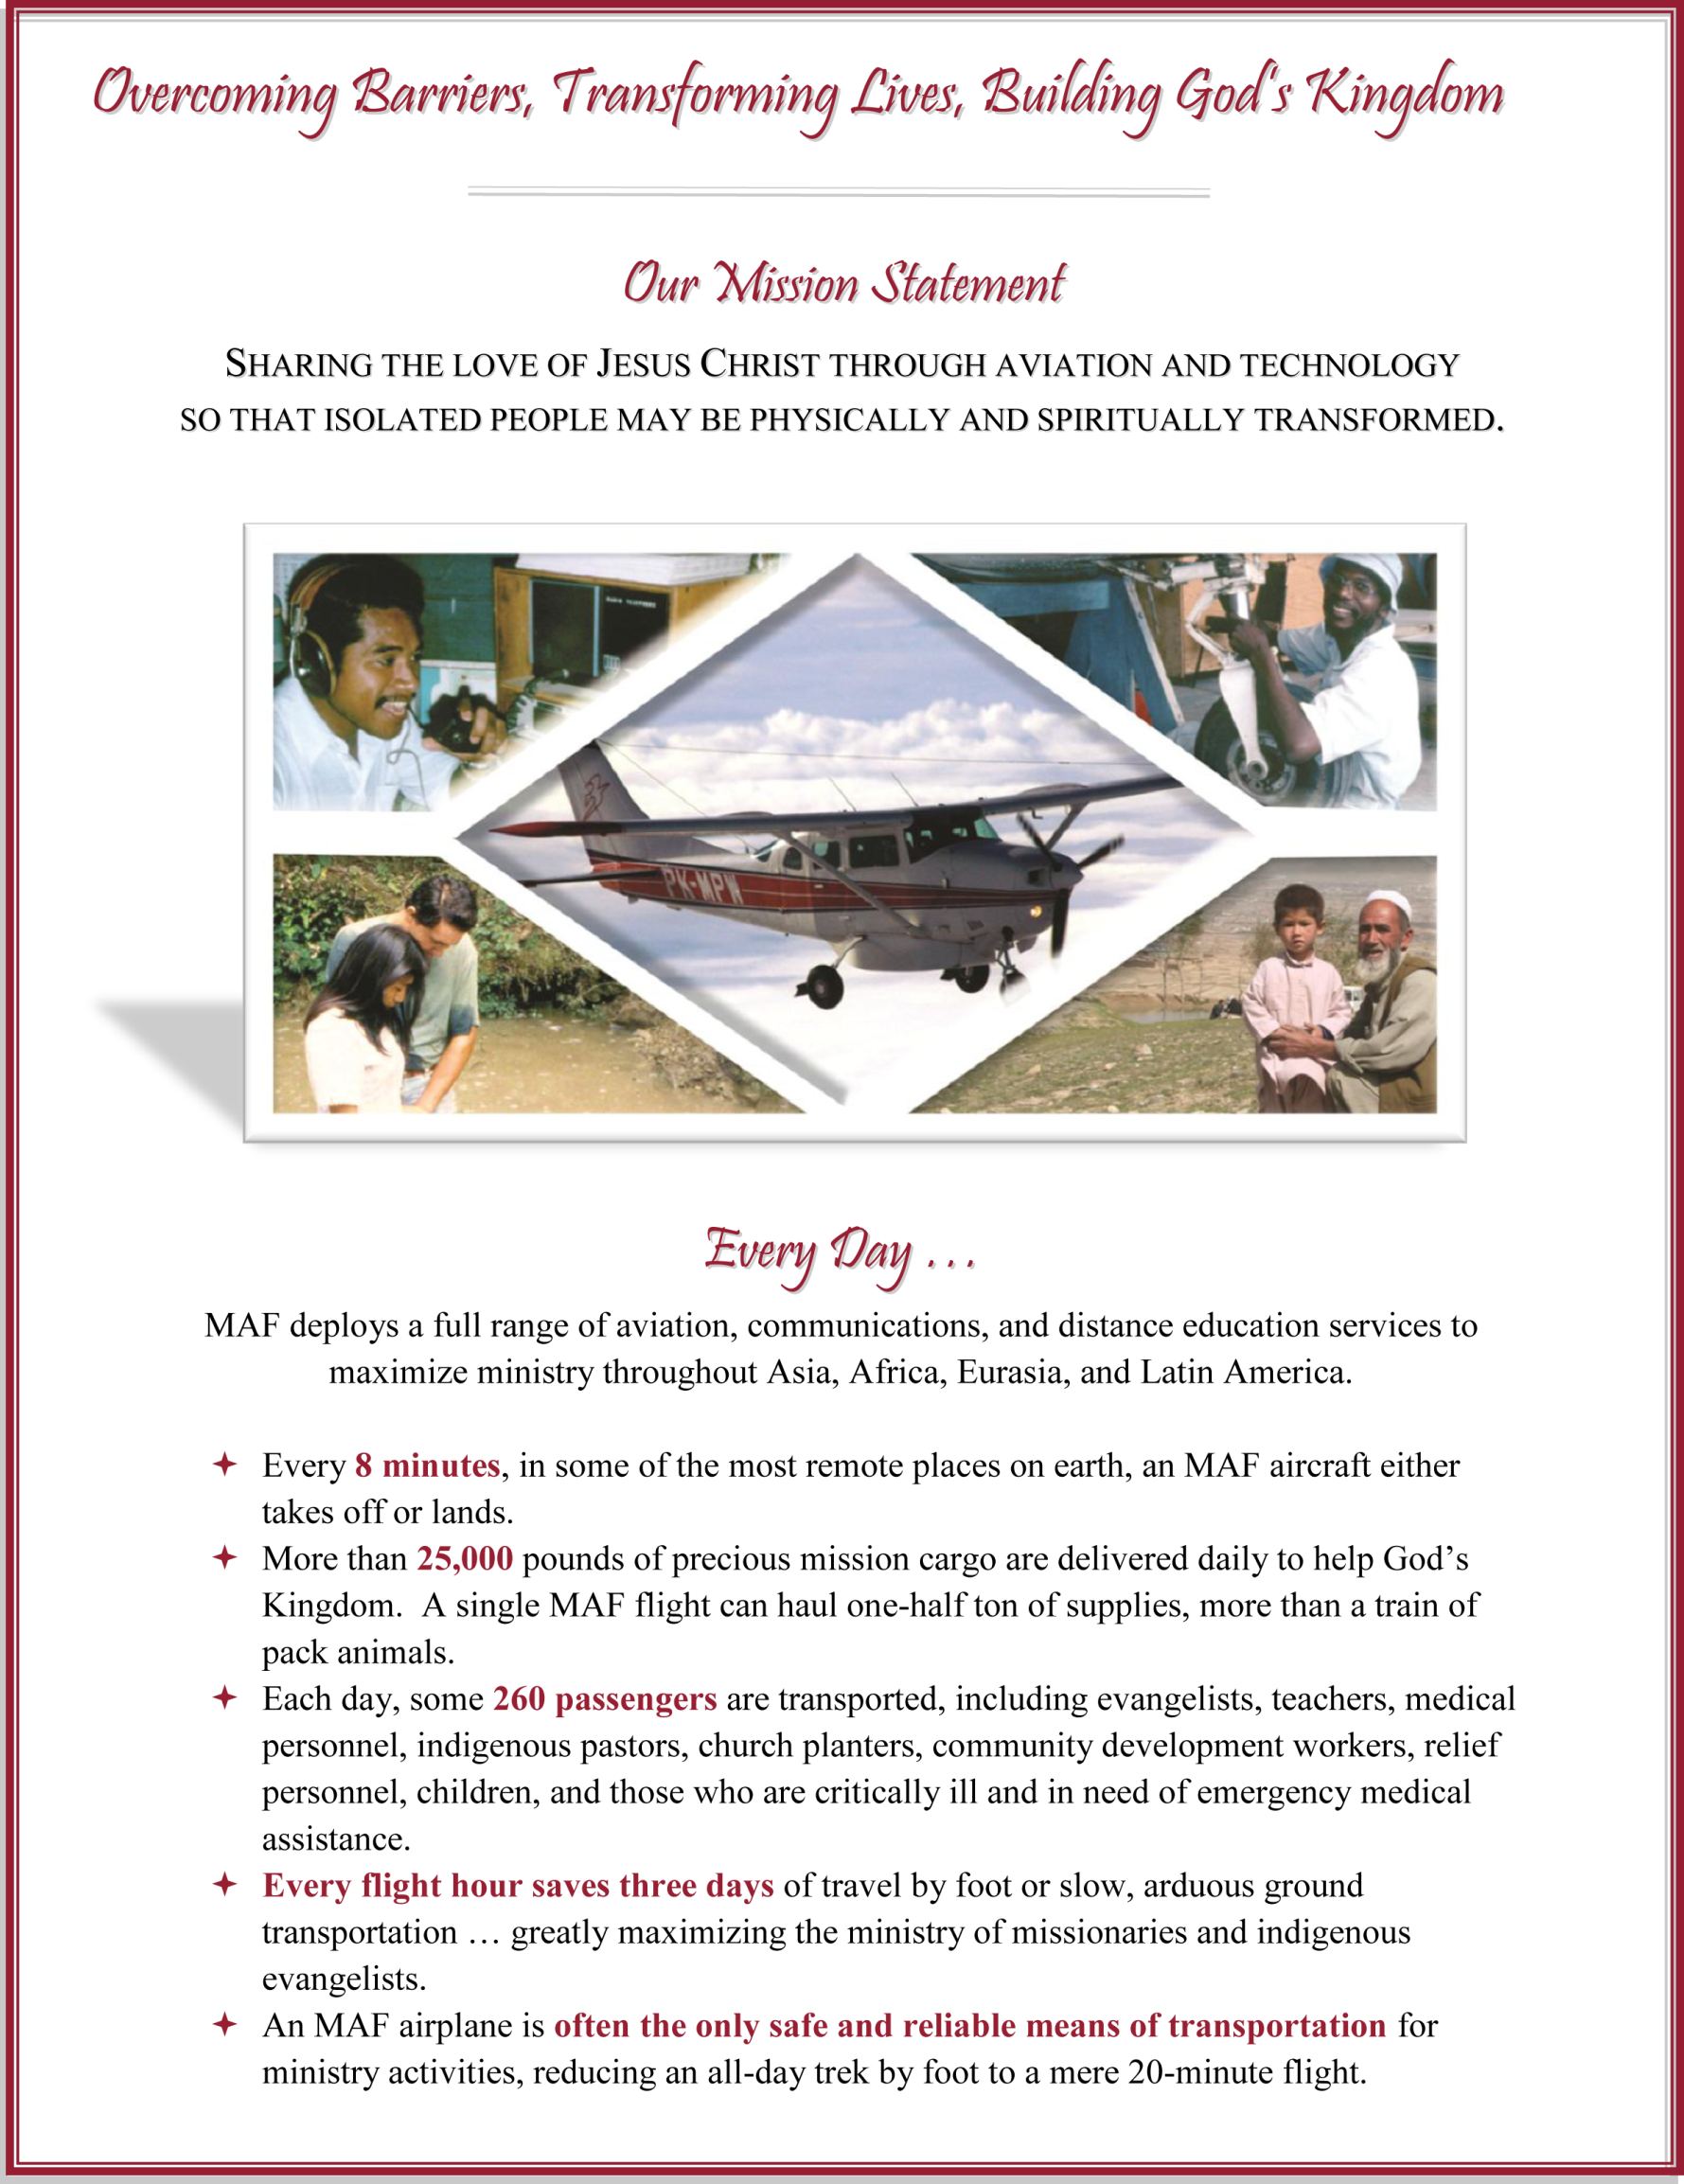 Overcoming Barriers, Transforming Lives, Building God's Kingdom
Our Mission Statement
SHARING THE LOVE OF JESUS CHRIST THROUGH AVIATION AND TECHNOLOGY
SO THAT ISOLATED PEOPLE MAY BE PHYSICALLY AND SPIRITUALLY TRANSFORMED.
PK-MPW
Every Day ...
MAF deploys a full range of aviation, communications, and distance education services to
maximize ministry throughout Asia, Africa, Eurasia, and Latin America.
Every 8 minutes, in some of the most remote places on earth, an MAF aircraft either
takes off or lands.
More than 25,000 pounds of precious mission cargo are delivered daily to help God’s
Kingdom.  A single MAF flight can haul one-half ton of supplies, more than a train of
pack animals.
Each day, some 260 passengers are transported, including evangelists, teachers, medical
personnel, indigenous pastors, church planters, community development workers, relief
personnel, children, and those who are critically ill and in need of emergency medical
assistance.
Every flight hour saves three days of travel by foot or slow, arduous ground
transportation … greatly maximizing the ministry of missionaries and indigenous
evangelists.
An MAF airplane is often the only safe and reliable means of transportation for
ministry activities, reducing an all-day trek by foot to a mere 20-minute flight.